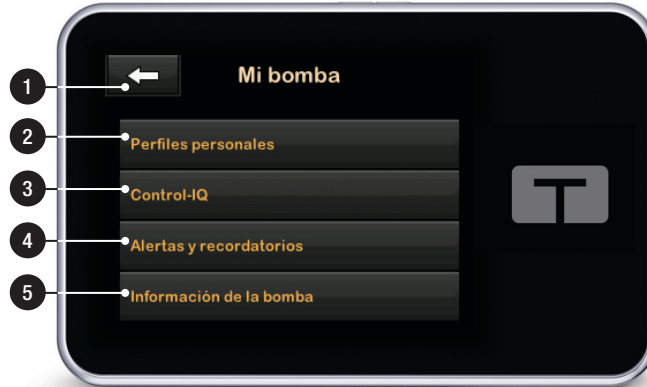 1
Mi bomba
2
Perfiles personales
3
Control-IQ
4
Alertas y recordatorios
5
Información de la bomba
T